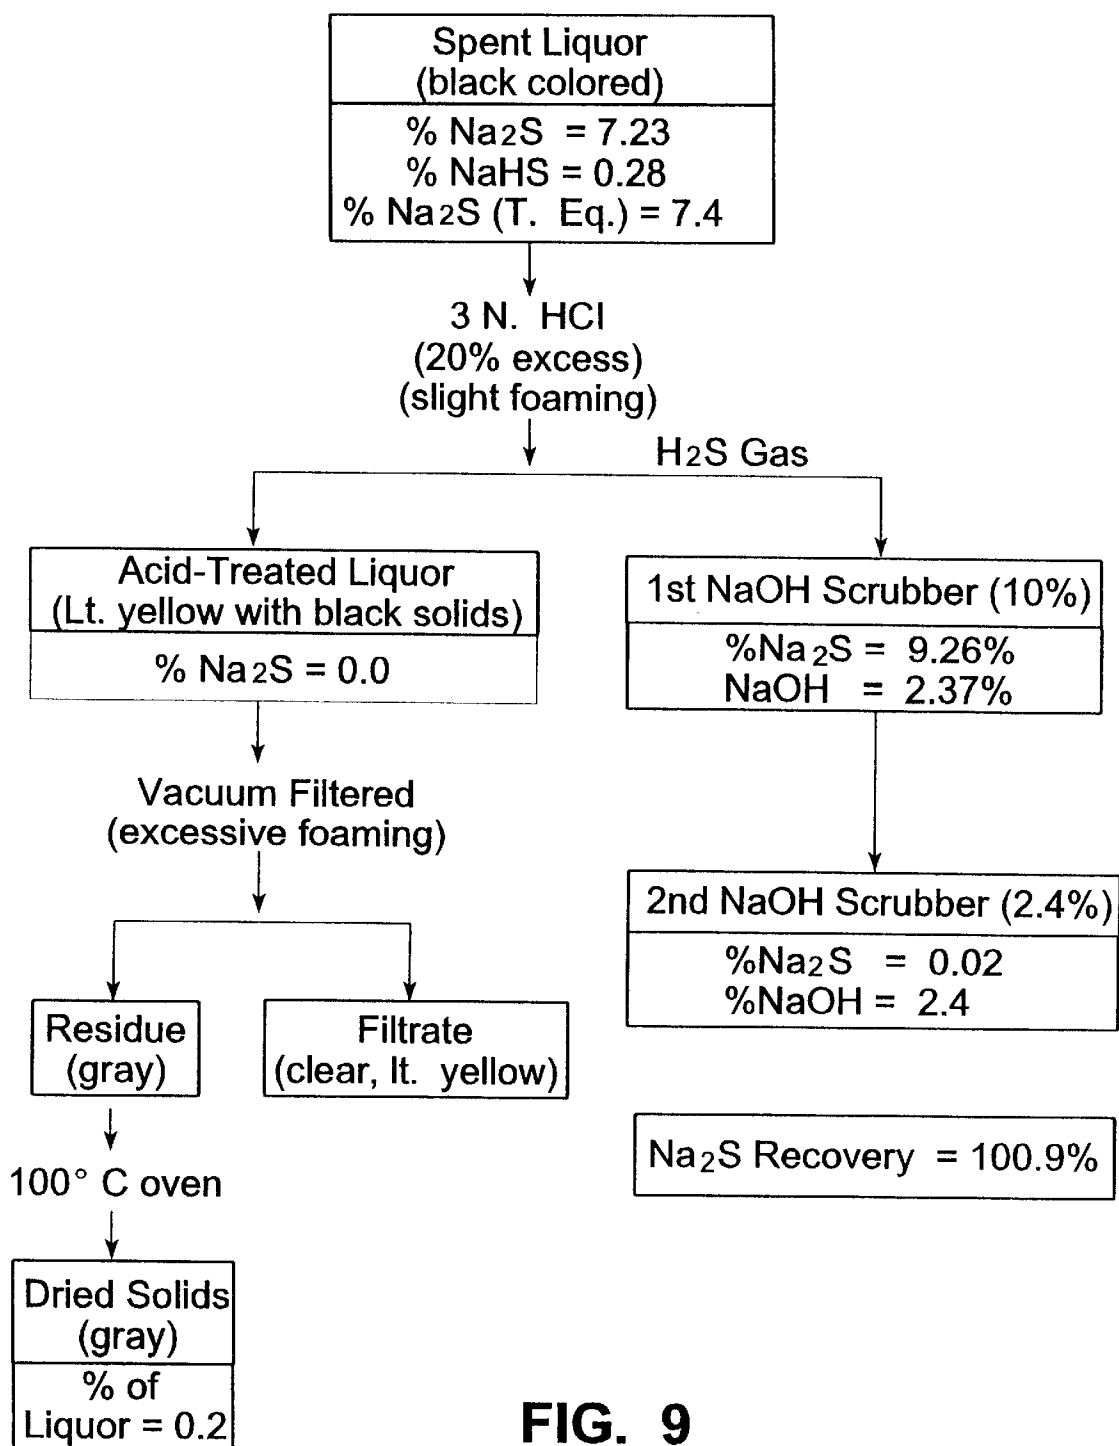 Spent Liquor
(black colored)
% Na2S = 7.23
% NaHS = 0.28
% Na2S (T. Eq.) = 7.4
3 N. HCl
(20% excess)
(slight foaming)
H2S Gas
Acid-Treated Liquor
(Lt. yellow with black solids)
% Na2S = 0.0
1st NaOH Scrubber (10%)
%Na2S = 9.26%
NaOH = 2.37%
Vacuum Filtered
(excessive foaming)
2nd NaOH Scrubber (2.4%)
%Na2S = 0.02
%NaOH = 2.4
Residue
(gray)
Filtrate
(clear, lt. yellow)
Na2S Recovery = 100.9%
100° C oven
Dried Solids
(gray)
% of
Liquor = 0.2
FIG. 9